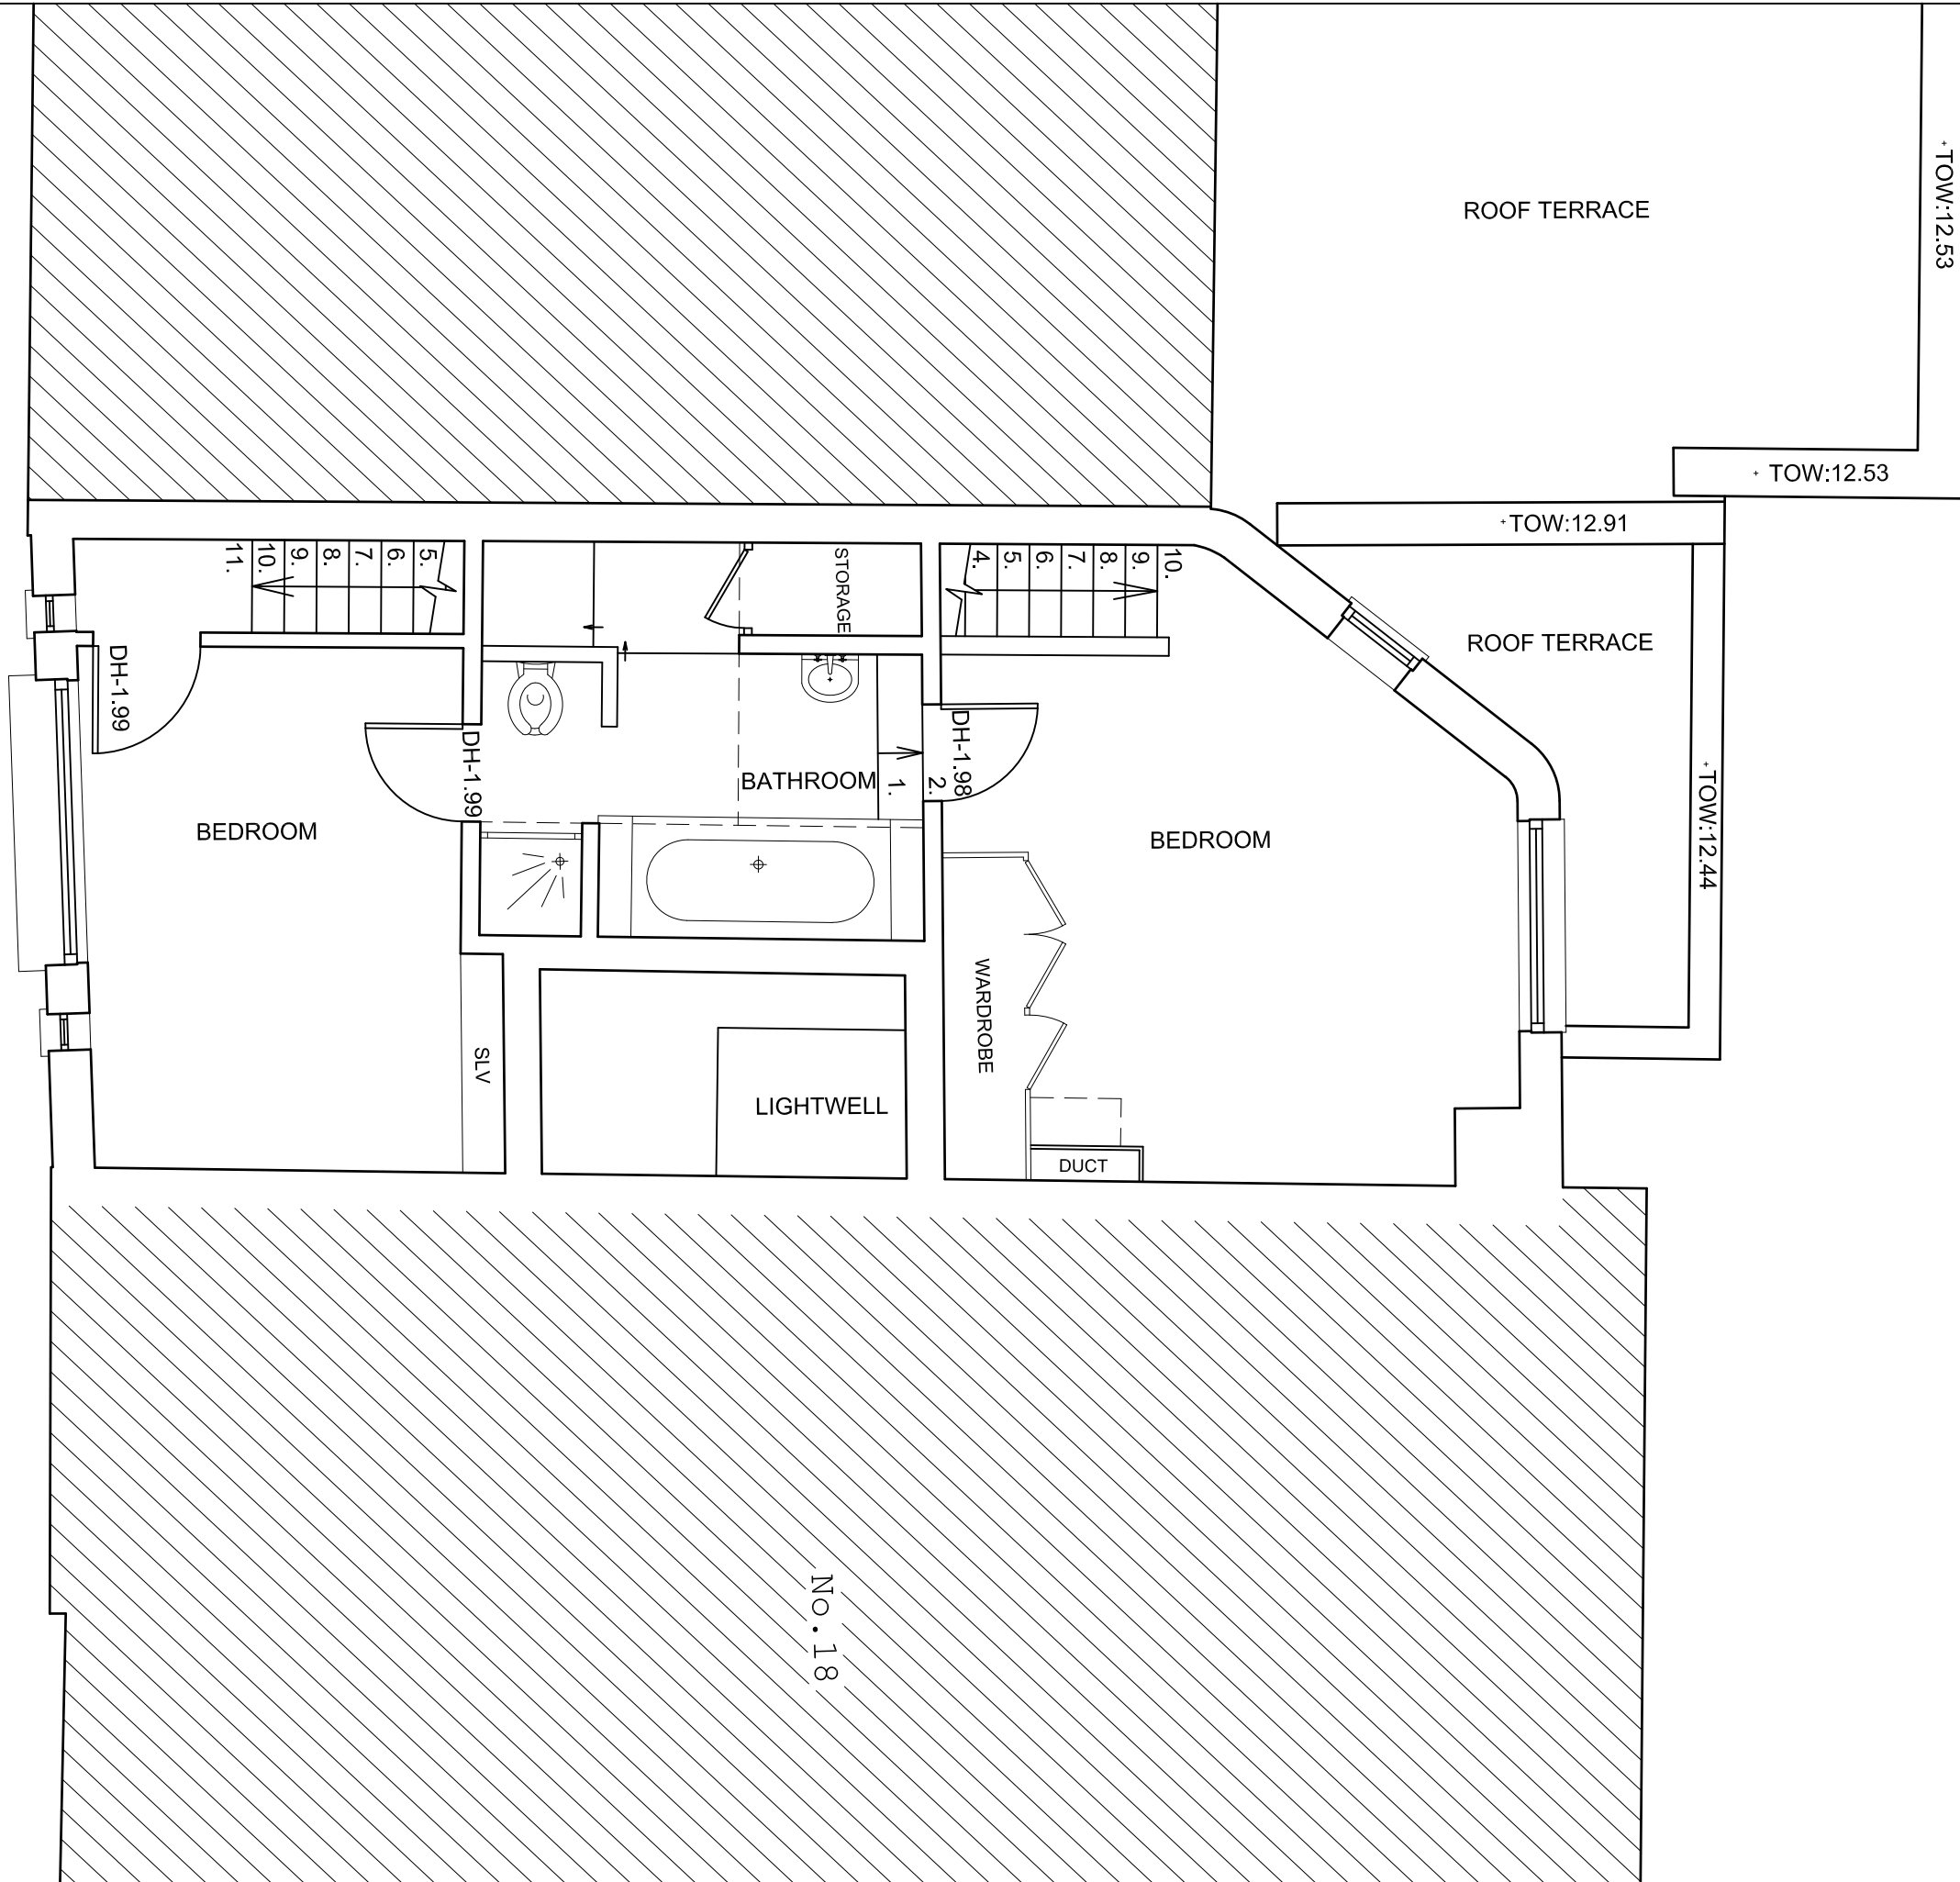 ROOF TERRACE
+TOW:12.53
+ TOW:12.53
+TOW:12.91
11. 10. 9. 8. 7. 6. 5.
STORAGE
4. 5. 6. 7. 8. 9. 10.
ROOF TERRACE
DH-1.99
DH-1.99
DH-1.98
BATHROOM
1. 2.
+TOW:12.44
BEDROOM
BEDROOM
WARDROBE
SLV
LIGHTWELL
DUCT
No.18